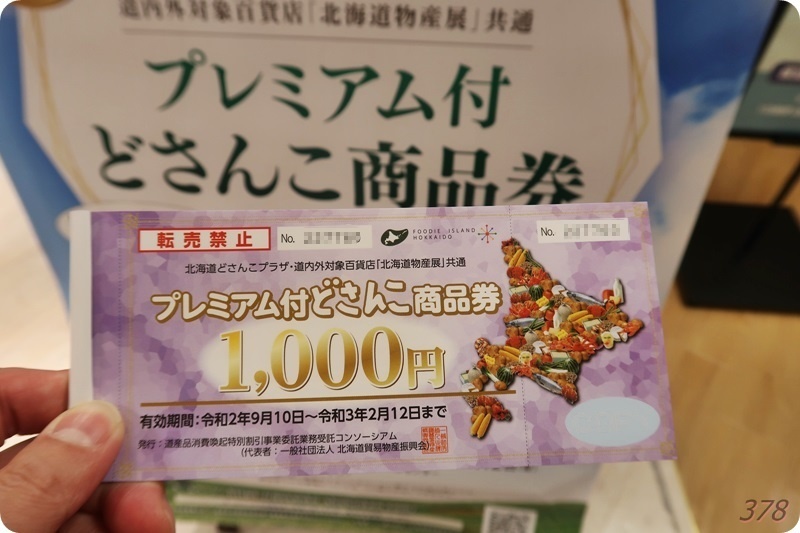 道内外対象百貨店「北海道物産展」共通
プレミアム付
どさんこ商品券
転売禁止
No.
FOODIE ISLAND
HOKKAIDO
No.
北海道どさんこプラザ・道内外対象百貨店「北海道物産展」共通
プレミアム付どさんこ商品券
1,000円
有効期間:令和2年9月10日～令和3年2月12日まで
発行:道産品消費喚起特別割引事業委託業務受託コンソーシアム
(代表者:一般社団法人 北海道貿易物産振興会)
378